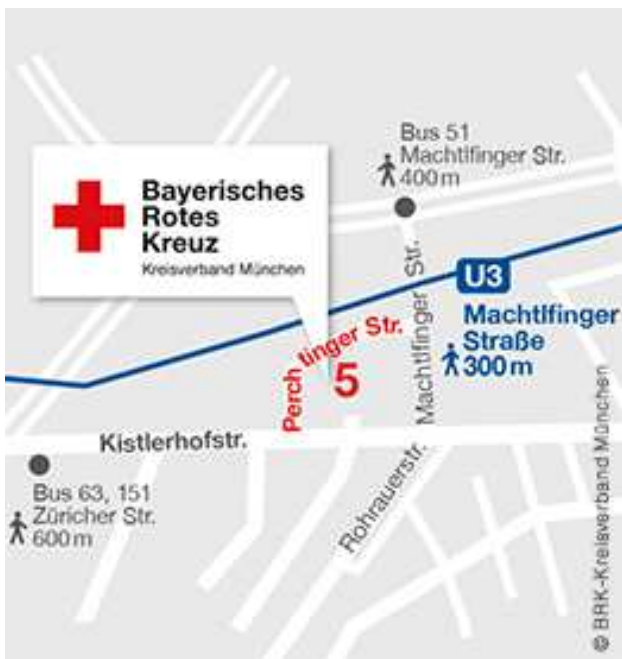 Bus 51
Machtlfinger Str.
400 m
Bayerisches
Rotes
Kreuz
Kreisverband München
U3
Machtlfinger
Straße
300 m
Machtlfinger Str.
Perchtinger Str.
5
Kistlerhofstr.
Rohrauerstr.
Bus 63, 151
Züricher Str.
600 m
© BRK-Kreisverband München